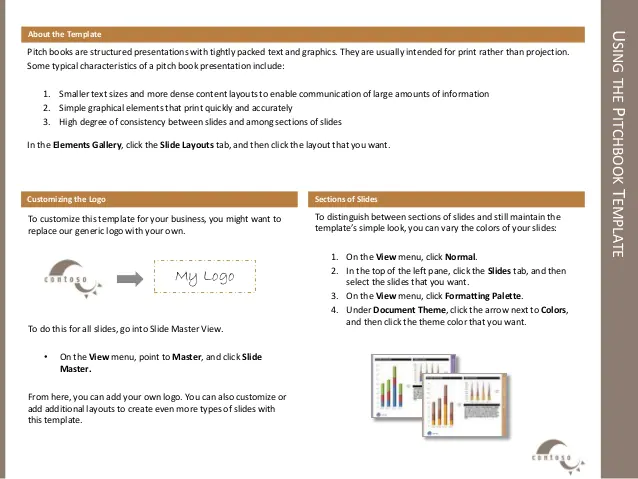 About the Template
Pitch books are structured presentations with tightly packed text and graphics. They are usually intended for print rather than projection.
Some typical characteristics of a pitch book presentation include:
1. Smaller text sizes and more dense content layouts to enable communication of large amounts of information
2. Simple graphical elements that print quickly and accurately
3. High degree of consistency between slides and among sections of slides
In the Elements Gallery, click the Slide Layouts tab, and then click the layout that you want.
Customizing the Logo
To customize this template for your business, you might want to
replace our generic logo with your own.
contoso
My Logo
To do this for all slides, go into Slide Master View.
• On the View menu, point to Master, and click Slide
Master.
From here, you can add your own logo. You can also customize or
add additional layouts to create even more types of slides with
this template.
Sections of Slides
To distinguish between sections of slides and still maintain the
template's simple look, you can vary the colors of your slides:
1. On the View menu, click Normal.
2. In the top of the left pane, click the Slides tab, and then
select the slides that you want.
3. On the View menu, click Formatting Palette.
4. Under Document Theme, click the arrow next to Colors,
and then click the theme color that you want.
contoso
USING THE PITCHBOOK TEMPLATE